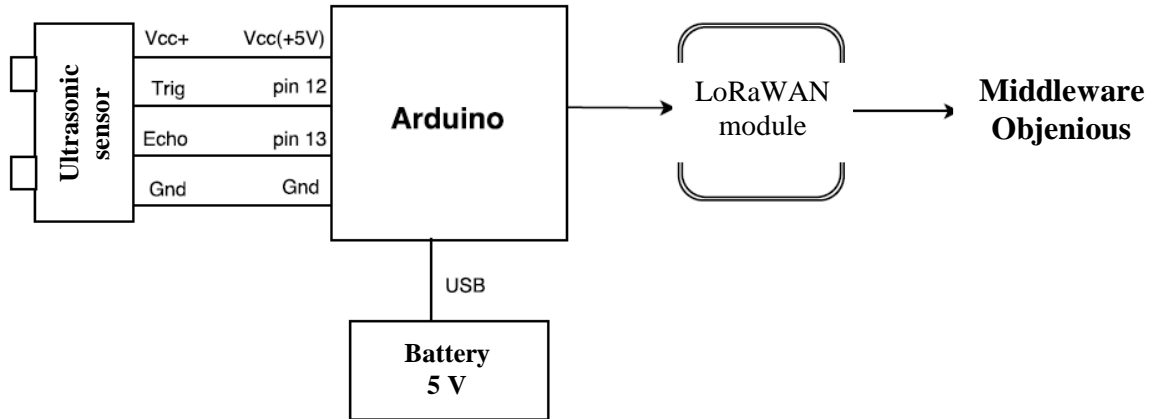 Ultrasonic
sensor
Vcc+ Vcc(+5V)
Trig pin 12
Echo pin 13
Gnd Gnd
Arduino
LoRaWAN
module
Middleware
Objenious
USB
Battery
5 V